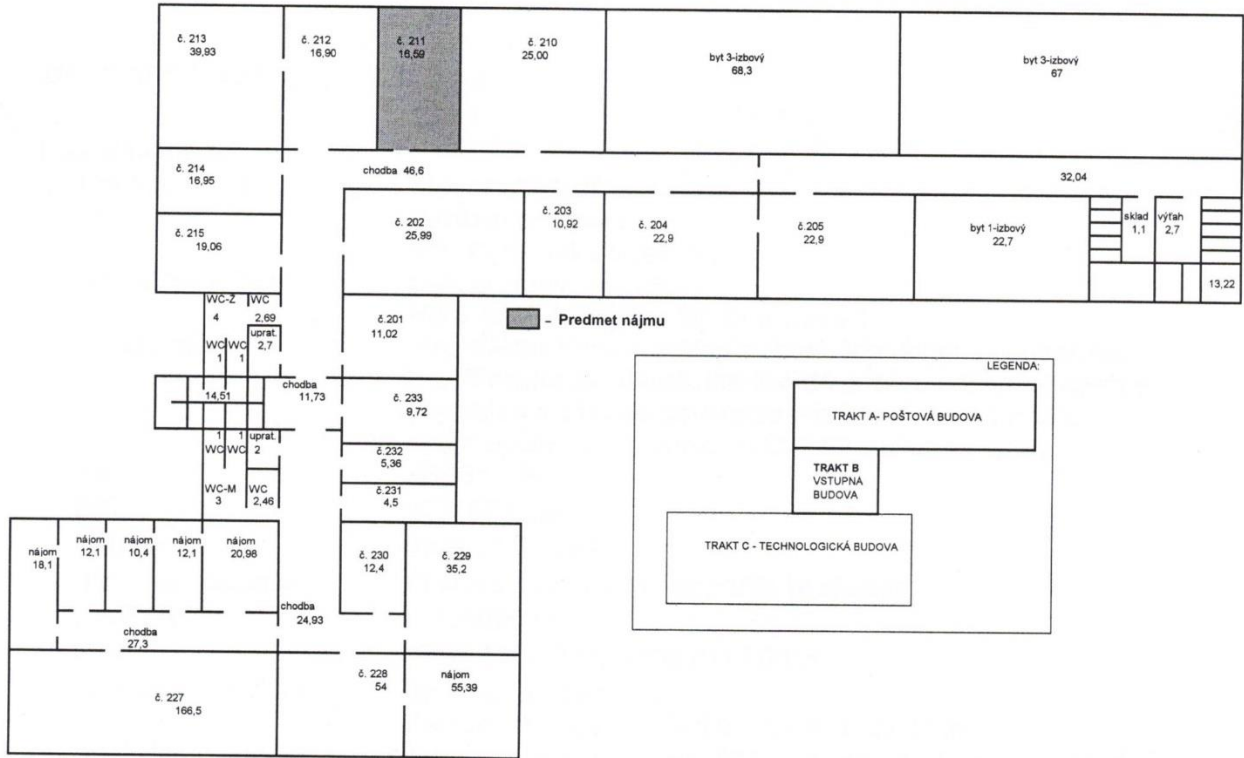 č. 213
39,93
č. 212
16,90
č. 211
16,59
č. 210
25,00
byt 3-izbový
68,3
byt 3-izbový
67
č. 214
16,95
chodba 46,6
32,04
č. 215
19,06
č. 202
25,99
č. 203
10,92
č. 204
22,9
č.205
22,9
byt 1-izbový
22,7
sklad
1,1
výťah
2,7
13,22
WC-Ž
4
WC
2,69
uprat.
2,7
WC
1
WC
1
č.201
11,02
- Predmet nájmu
14,51
chodba
11,73
č. 233
9,72
1
WC
1
WC
uprat.
2
č.232
5,36
WC-M
3
WC
2,46
č.231
4,5
nájom
18,1
nájom
12,1
nájom
10,4
nájom
12,1
nájom
20,98
č. 230
12,4
č. 229
35,2
chodba
24,93
chodba
27,3
č. 227
166,5
č. 228
54
nájom
55,39
LEGENDA:
TRAKT A- POŠTOVÁ BUDOVA
TRAKT B
VSTUPNA
BUDOVA
TRAKT C - TECHNOLOGICKÁ BUDOVA